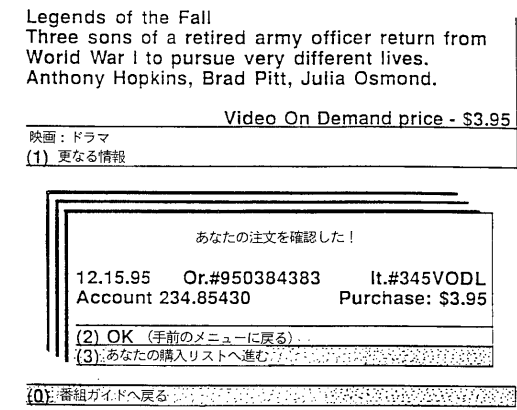 Legends of the Fall
Three sons of a retired army officer return from
World War I to pursue very different lives.
Anthony Hopkins, Brad Pitt, Julia Osmond.
Video On Demand price - $3.95
映画：ドラマ
(1) 更なる情報
あなたの注文を確認した！
12.15.95 Or.#950384383 It.#345VODL
Account 234.85430 Purchase: $3.95
(2) OK （手前のメニューに戻る）
(3) あなたの購入リストへ進む
(0) 番組ガイドへ戻る